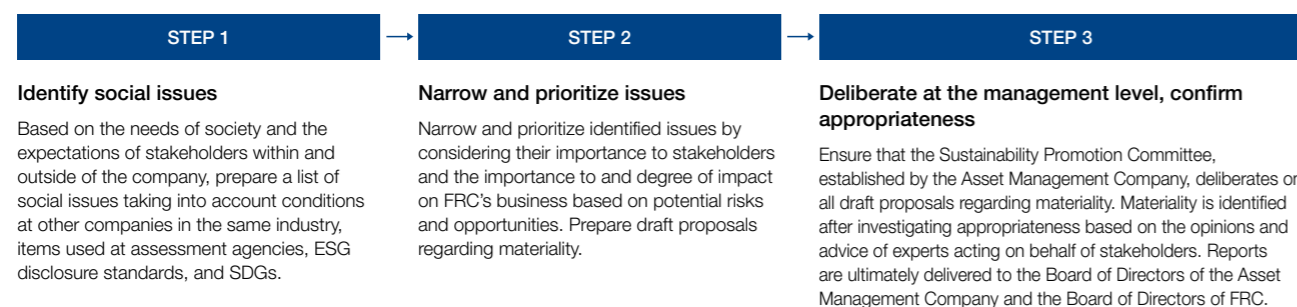 STEP 1
Identify social issues
Based on the needs of society and the
expectations of stakeholders within and
outside of the company, prepare a list of
social issues taking into account conditions
at other companies in the same industry,
items used at assessment agencies, ESG
disclosure standards, and SDGs.
STEP 2
Narrow and prioritize issues
Narrow and prioritize identified issues by
considering their importance to stakeholders
and the importance to and degree of impact
on FRC's business based on potential risks
and opportunities. Prepare draft proposals
regarding materiality.
STEP 3
Deliberate at the management level, confirm
appropriateness
Ensure that the Sustainability Promotion Committee,
established by the Asset Management Company, deliberates on
all draft proposals regarding materiality. Materiality is identified
after investigating appropriateness based on the opinions and
advice of experts acting on behalf of stakeholders. Reports
are ultimately delivered to the Board of Directors of the Asset
Management Company and the Board of Directors of FRC.